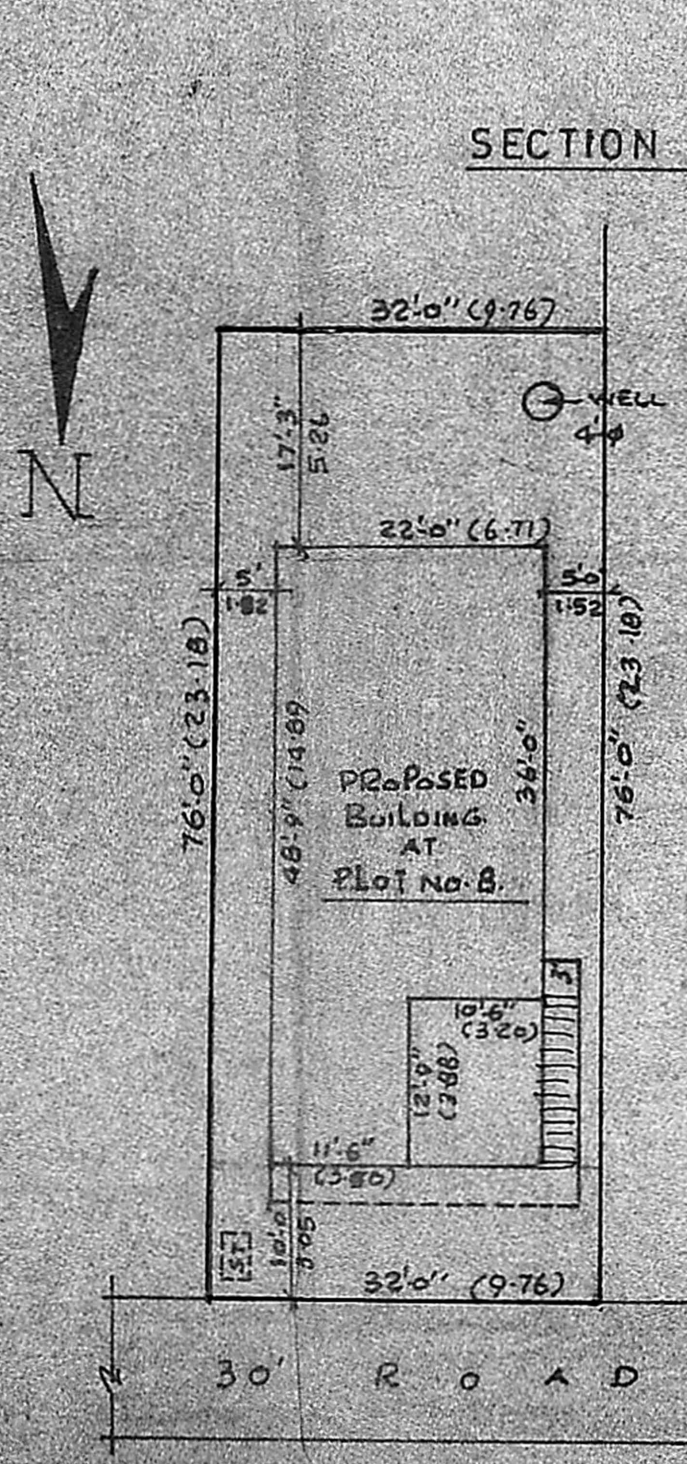 SECTION
32'-0" (9.76)
N
17'-3"
5.26
WELL
4'-φ
22'-0" (6.71)
5'
1.82
5'-0
1.52
76'-0" (23.18)
48'-9" (14.89
36'-0"
76'-0" (23.18)
PROPOSED
BUILDING
AT
PLOT NO. 8.
3'
10'-6"
(3.20)
12'-9"
(3.88)
11'-6"
(3.50)
S.T
10'-0
3.05
32'-0" (9.76)
30' ROAD